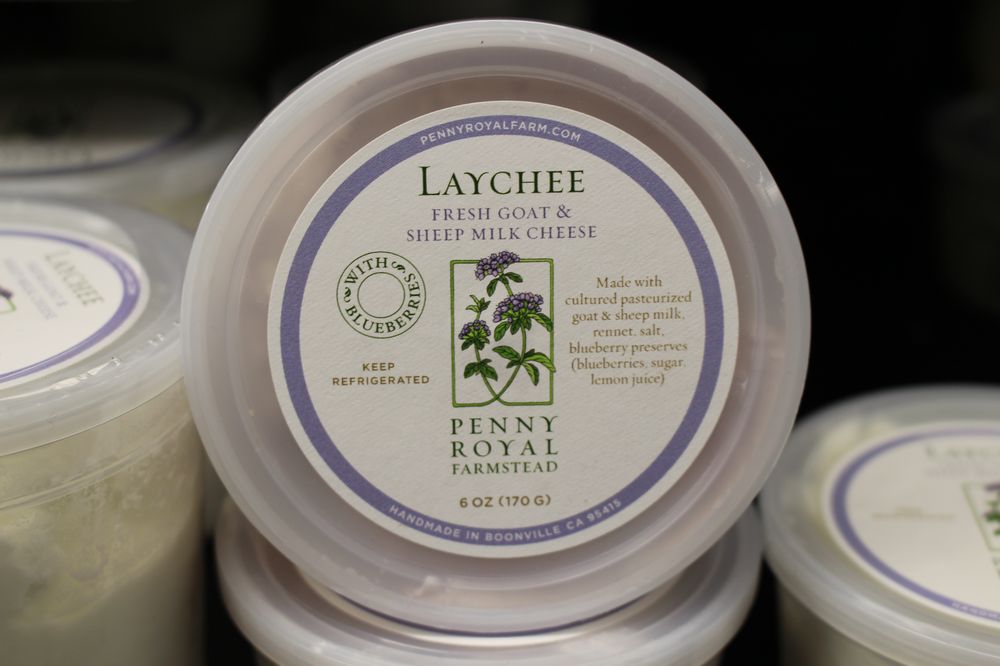 PENNYROYALFARM.COM
LAYCHEE
FRESH GOAT &
SHEEP MILK CHEESE
WITH
BLUEBERRIES
KEEP
REFRIGERATED
Made with
cultured pasteurized
goat & sheep milk,
rennet, salt,
blueberry preserves
(blueberries, sugar,
lemon juice)
PENNY
ROYAL
FARMSTEAD
6 OZ (170 G)
HANDMADE IN BOONVILLE CA 95415
LAYCHEE
LAYCHEE